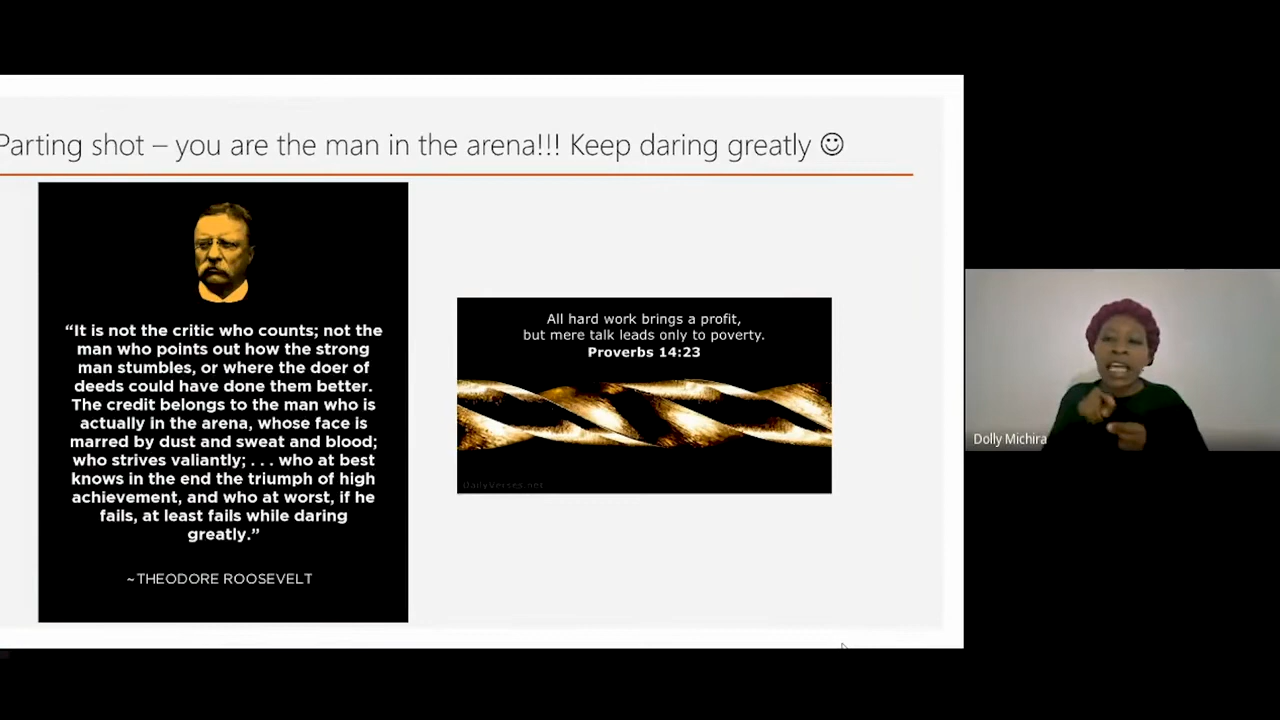 Parting shot – you are the man in the arena!!! Keep daring greatly ☺
“It is not the critic who counts; not the
man who points out how the strong
man stumbles, or where the doer of
deeds could have done them better.
The credit belongs to the man who is
actually in the arena, whose face is
marred by dust and sweat and blood;
who strives valiantly; . . . who at best
knows in the end the triumph of high
achievement, and who at worst, if he
fails, at least fails while daring
greatly.”
~THEODORE ROOSEVELT
All hard work brings a profit,
but mere talk leads only to poverty.
Proverbs 14:23
DailyVerses.net
Dolly Michira